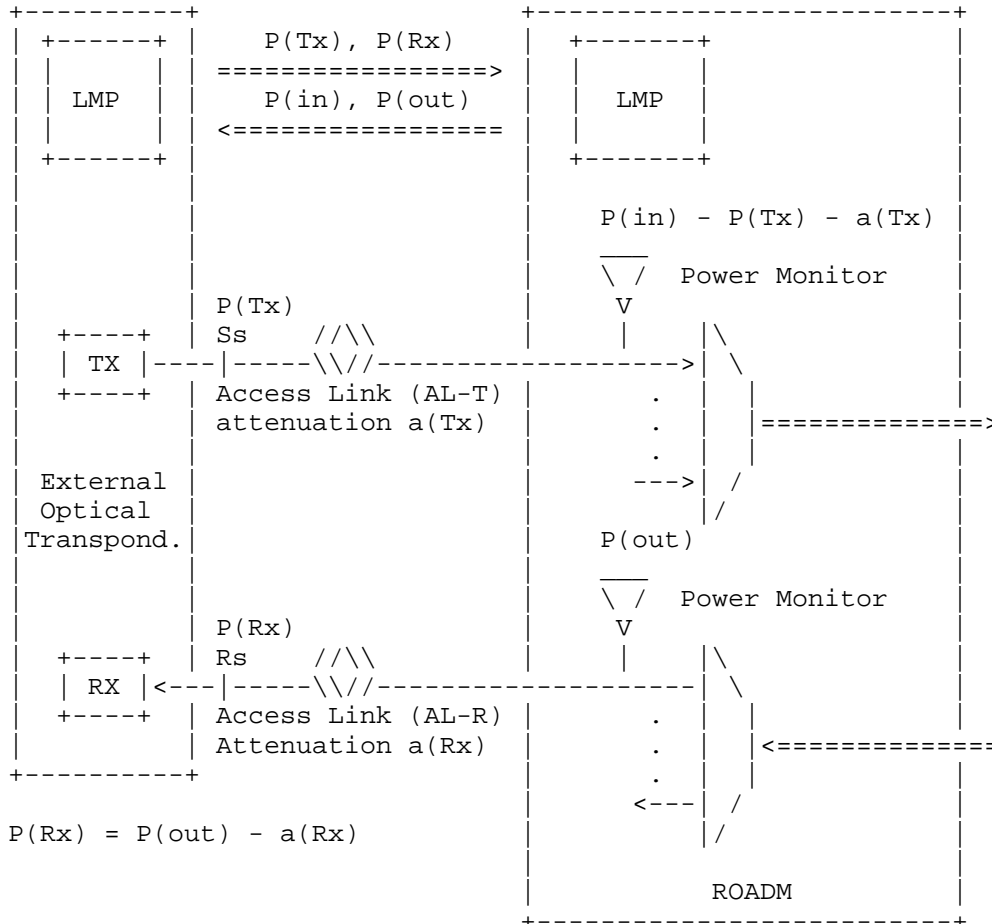 P(Tx), P(Rx)
LMP
P(in), P(out)
LMP
P(in) - P(Tx) - a(Tx)
Power Monitor
P(Tx)
Ss
TX
Access Link (AL-T)
attenuation a(Tx)
External
Optical
Transpond.
P(out)
Power Monitor
P(Rx)
Rs
RX
Access Link (AL-R)
Attenuation a(Rx)
P(Rx) = P(out) - a(Rx)
ROADM